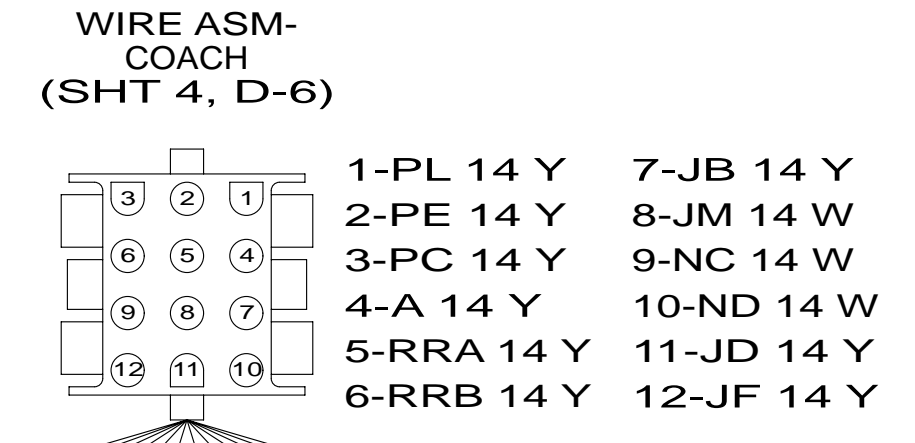 WIRE ASM-
COACH
(SHT 4, D-6)
1-PL 14 Y
2-PE 14 Y
3-PC 14 Y
4-A 14 Y
5-RRA 14 Y
6-RRB 14 Y
7-JB 14 Y
8-JM 14 W
9-NC 14 W
10-ND 14 W
11-JD 14 Y
12-JF 14 Y
3 2 1
6 5 4
9 8 7
12 11 10